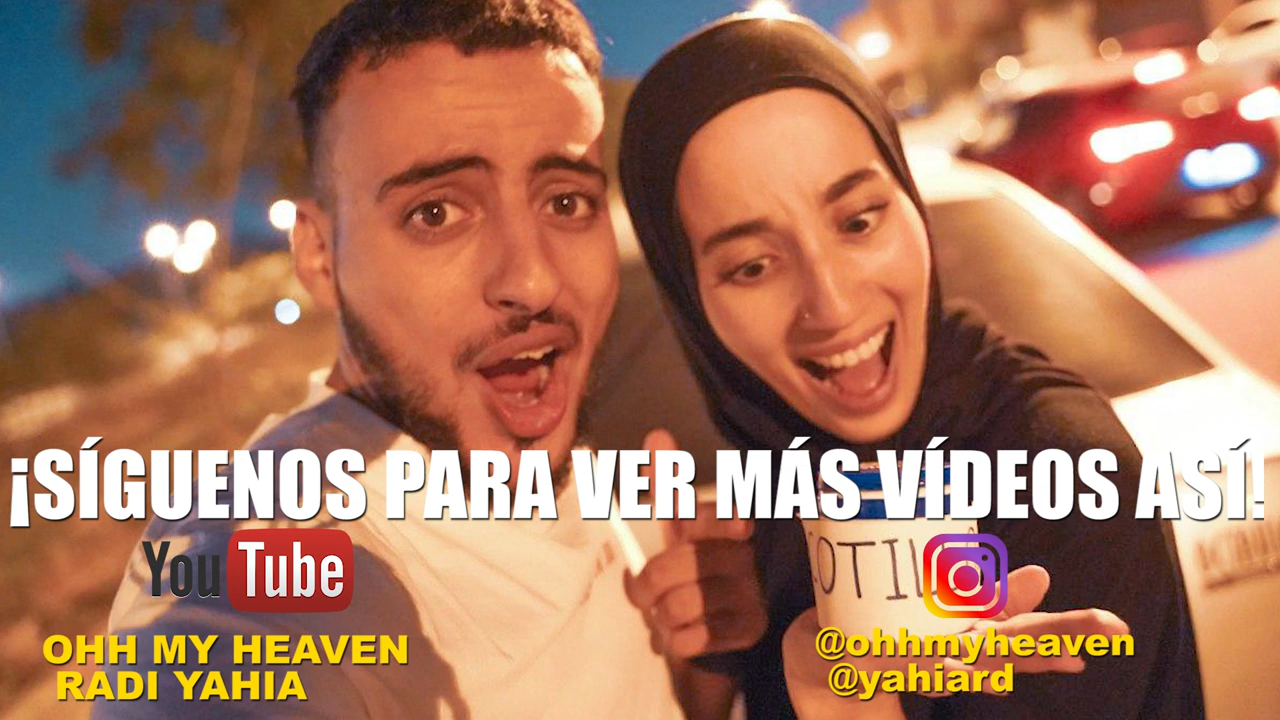 ¡SÍGUENOS PARA VER MÁS VÍDEOS ASÍ!
YouTube
OHH MY HEAVEN
RADI YAHIA
@ohhmyheaven
@yahiard